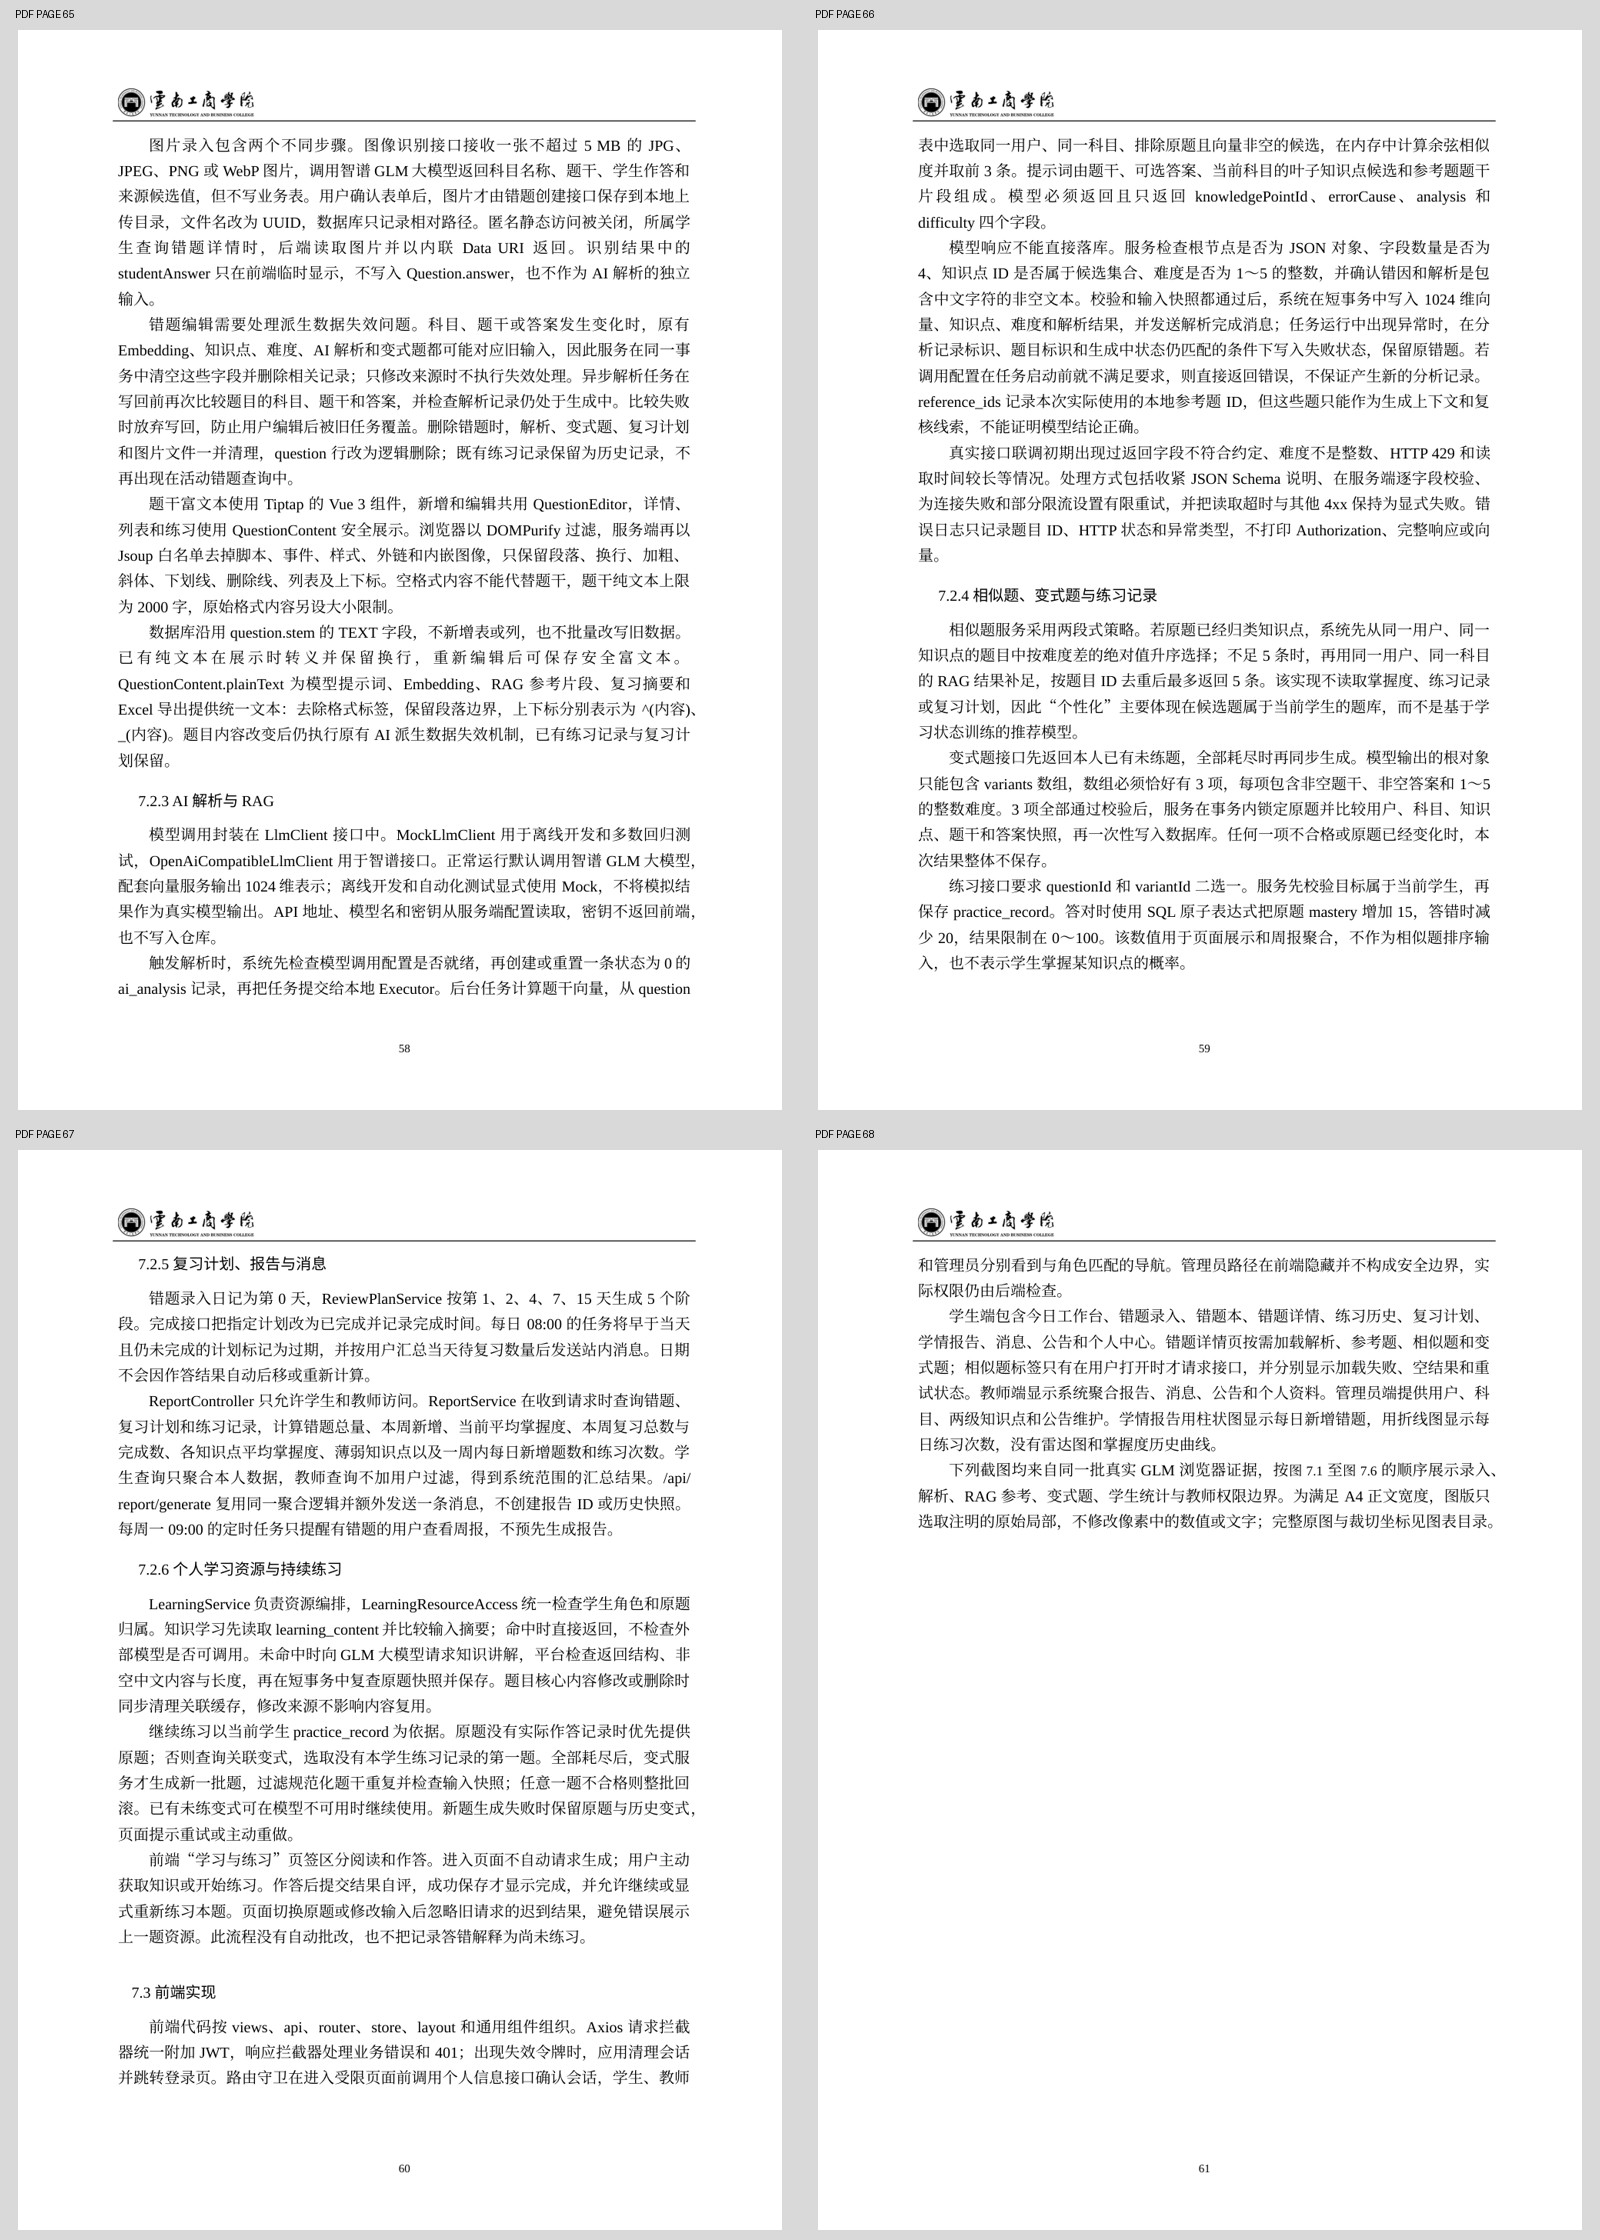 PDF PAGE 65
雲南工商學院
YUNNAN TECHNOLOGY AND BUSINESS COLLEGE
图片录入包含两个不同步骤。图像识别接口接收一张不超过 5 MB 的 JPG、
JPEG、PNG 或 WebP 图片，调用智谱 GLM 大模型返回科目名称、题干、学生作答和
来源候选值，但不写业务表。用户确认表单后，图片才由错题创建接口保存到本地上
传目录，文件名改为 UUID，数据库只记录相对路径。匿名静态访问被关闭，所属学
生查询错题详情时，后端读取图片并以内联 Data URI 返回。识别结果中的
studentAnswer 只在前端临时显示，不写入 Question.answer，也不作为 AI 解析的独立
输入。
错题编辑需要处理派生数据失效问题。科目、题干或答案发生变化时，原有
Embedding、知识点、难度、AI 解析和变式题都可能对应旧输入，因此服务在同一事
务中清空这些字段并删除相关记录；只修改来源时不执行失效处理。异步解析任务在
写回前再次比较题目的科目、题干和答案，并检查解析记录仍处于生成中。比较失败
时放弃写回，防止用户编辑后被旧任务覆盖。删除错题时，解析、变式题、复习计划
和图片文件一并清理，question 行改为逻辑删除；既有练习记录保留为历史记录，不
再出现在活动错题查询中。
题干富文本使用 Tiptap 的 Vue 3 组件，新增和编辑共用 QuestionEditor，详情、
列表和练习使用 QuestionContent 安全展示。浏览器以 DOMPurify 过滤，服务端再以
Jsoup 白名单去掉脚本、事件、样式、外链和内嵌图像，只保留段落、换行、加粗、
斜体、下划线、删除线、列表及上下标。空格式内容不能代替题干，题干纯文本上限
为 2000 字，原始格式内容另设大小限制。
数据库沿用 question.stem 的 TEXT 字段，不新增表或列，也不批量改写旧数据。
已有纯文本在展示时转义并保留换行，重新编辑后可保存安全富文本。
QuestionContent.plainText 为模型提示词、Embedding、RAG 参考片段、复习摘要和
Excel 导出提供统一文本：去除格式标签，保留段落边界，上下标分别表示为 ^(内容)、
_(内容)。题目内容改变后仍执行原有 AI 派生数据失效机制，已有练习记录与复习计
划保留。
7.2.3 AI 解析与 RAG
模型调用封装在 LlmClient 接口中。MockLlmClient 用于离线开发和多数回归测
试，OpenAiCompatibleLlmClient 用于智谱接口。正常运行默认调用智谱 GLM 大模型，
配套向量服务输出 1024 维表示；离线开发和自动化测试显式使用 Mock，不将模拟结
果作为真实模型输出。API 地址、模型名和密钥从服务端配置读取，密钥不返回前端，
也不写入仓库。
触发解析时，系统先检查模型调用配置是否就绪，再创建或重置一条状态为 0 的
ai_analysis 记录，再把任务提交给本地 Executor。后台任务计算题干向量，从 question
58
PDF PAGE 66
雲南工商學院
YUNNAN TECHNOLOGY AND BUSINESS COLLEGE
表中选取同一用户、同一科目、排除原题且向量非空的候选，在内存中计算余弦相似
度并取前 3 条。提示词由题干、可选答案、当前科目的叶子知识点候选和参考题题干
片段组成。模型必须返回且只返回 knowledgePointId、errorCause、analysis 和
difficulty 四个字段。
模型响应不能直接落库。服务检查根节点是否为 JSON 对象、字段数量是否为
4、知识点 ID 是否属于候选集合、难度是否为 1～5 的整数，并确认错因和解析是包
含中文字符的非空文本。校验和输入快照都通过后，系统在短事务中写入 1024 维向
量、知识点、难度和解析结果，并发送解析完成消息；任务运行中出现异常时，在分
析记录标识、题目标识和生成中状态仍匹配的条件下写入失败状态，保留原错题。若
调用配置在任务启动前就不满足要求，则直接返回错误，不保证产生新的分析记录。
reference_ids 记录本次实际使用的本地参考题 ID，但这些题只能作为生成上下文和复
核线索，不能证明模型结论正确。
真实接口联调初期出现过返回字段不符合约定、难度不是整数、HTTP 429 和读
取时间较长等情况。处理方式包括收紧 JSON Schema 说明、在服务端逐字段校验、
为连接失败和部分限流设置有限重试，并把读取超时与其他 4xx 保持为显式失败。错
误日志只记录题目 ID、HTTP 状态和异常类型，不打印 Authorization、完整响应或向
量。
7.2.4 相似题、变式题与练习记录
相似题服务采用两段式策略。若原题已经归类知识点，系统先从同一用户、同一
知识点的题目中按难度差的绝对值升序选择；不足 5 条时，再用同一用户、同一科目
的 RAG 结果补足，按题目 ID 去重后最多返回 5 条。该实现不读取掌握度、练习记录
或复习计划，因此“个性化”主要体现在候选题属于当前学生的题库，而不是基于学
习状态训练的推荐模型。
变式题接口先返回本人已有未练题，全部耗尽时再同步生成。模型输出的根对象
只能包含 variants 数组，数组必须恰好有 3 项，每项包含非空题干、非空答案和 1～5
的整数难度。3 项全部通过校验后，服务在事务内锁定原题并比较用户、科目、知识
点、题干和答案快照，再一次性写入数据库。任何一项不合格或原题已经变化时，本
次结果整体不保存。
练习接口要求 questionId 和 variantId 二选一。服务先校验目标属于当前学生，再
保存 practice_record。答对时使用 SQL 原子表达式把原题 mastery 增加 15，答错时减
少 20，结果限制在 0～100。该数值用于页面展示和周报聚合，不作为相似题排序输
入，也不表示学生掌握某知识点的概率。
59
PDF PAGE 67
雲南工商學院
YUNNAN TECHNOLOGY AND BUSINESS COLLEGE
7.2.5 复习计划、报告与消息
错题录入日记为第 0 天，ReviewPlanService 按第 1、2、4、7、15 天生成 5 个阶
段。完成接口把指定计划改为已完成并记录完成时间。每日 08:00 的任务将早于当天
且仍未完成的计划标记为过期，并按用户汇总当天待复习数量后发送站内消息。日期
不会因作答结果自动后移或重新计算。
ReportController 只允许学生和教师访问。ReportService 在收到请求时查询错题、
复习计划和练习记录，计算错题总量、本周新增、当前平均掌握度、本周复习总数与
完成数、各知识点平均掌握度、薄弱知识点以及一周内每日新增题数和练习次数。学
生查询只聚合本人数据，教师查询不加用户过滤，得到系统范围的汇总结果。/api/
report/generate 复用同一聚合逻辑并额外发送一条消息，不创建报告 ID 或历史快照。
每周一 09:00 的定时任务只提醒有错题的用户查看周报，不预先生成报告。
7.2.6 个人学习资源与持续练习
LearningService 负责资源编排，LearningResourceAccess 统一检查学生角色和原题
归属。知识学习先读取 learning_content 并比较输入摘要；命中时直接返回，不检查外
部模型是否可调用。未命中时向 GLM 大模型请求知识讲解，平台检查返回结构、非
空中文内容与长度，再在短事务中复查原题快照并保存。题目核心内容修改或删除时
同步清理关联缓存，修改来源不影响内容复用。
继续练习以当前学生 practice_record 为依据。原题没有实际作答记录时优先提供
原题；否则查询关联变式，选取没有本学生练习记录的第一题。全部耗尽后，变式服
务才生成新一批题，过滤规范化题干重复并检查输入快照；任意一题不合格则整批回
滚。已有未练变式可在模型不可用时继续使用。新题生成失败时保留原题与历史变式，
页面提示重试或主动重做。
前端“学习与练习”页签区分阅读和作答。进入页面不自动请求生成；用户主动
获取知识或开始练习。作答后提交结果自评，成功保存才显示完成，并允许继续或显
式重新练习本题。页面切换原题或修改输入后忽略旧请求的迟到结果，避免错误展示
上一题资源。此流程没有自动批改，也不把记录答错解释为尚未练习。
7.3 前端实现
前端代码按 views、api、router、store、layout 和通用组件组织。Axios 请求拦截
器统一附加 JWT，响应拦截器处理业务错误和 401；出现失效令牌时，应用清理会话
并跳转登录页。路由守卫在进入受限页面前调用个人信息接口确认会话，学生、教师
60
PDF PAGE 68
雲南工商學院
YUNNAN TECHNOLOGY AND BUSINESS COLLEGE
和管理员分别看到与角色匹配的导航。管理员路径在前端隐藏并不构成安全边界，实
际权限仍由后端检查。
学生端包含今日工作台、错题录入、错题本、错题详情、练习历史、复习计划、
学情报告、消息、公告和个人中心。错题详情页按需加载解析、参考题、相似题和变
式题；相似题标签只有在用户打开时才请求接口，并分别显示加载失败、空结果和重
试状态。教师端显示系统聚合报告、消息、公告和个人资料。管理员端提供用户、科
目、两级知识点和公告维护。学情报告用柱状图显示每日新增错题，用折线图显示每
日练习次数，没有雷达图和掌握度历史曲线。
下列截图均来自同一批真实 GLM 浏览器证据，按图 7.1 至图 7.6 的顺序展示录入、
解析、RAG 参考、变式题、学生统计与教师权限边界。为满足 A4 正文宽度，图版只
选取注明的原始局部，不修改像素中的数值或文字；完整原图与裁切坐标见图表目录。
61